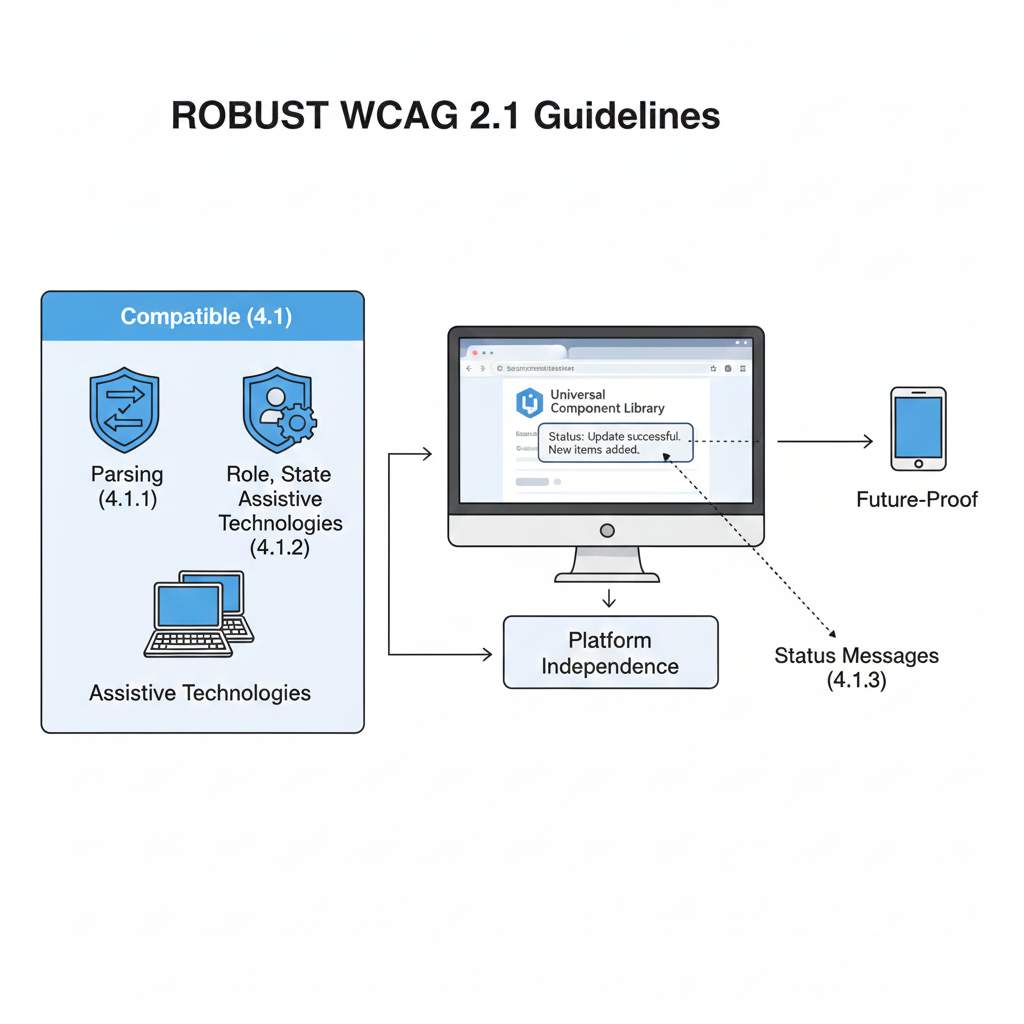 ROBUST WCAG 2.1 Guidelines
Compatible (4.1)
Parsing
(4.1.1)
Role, State
Assistive
Technologies
(4.1.2)
Assistive Technologies
Universal
Component Library
Status: Update successful.
New items added.
Platform
Independence
Future-Proof
Status Messages
(4.1.3)